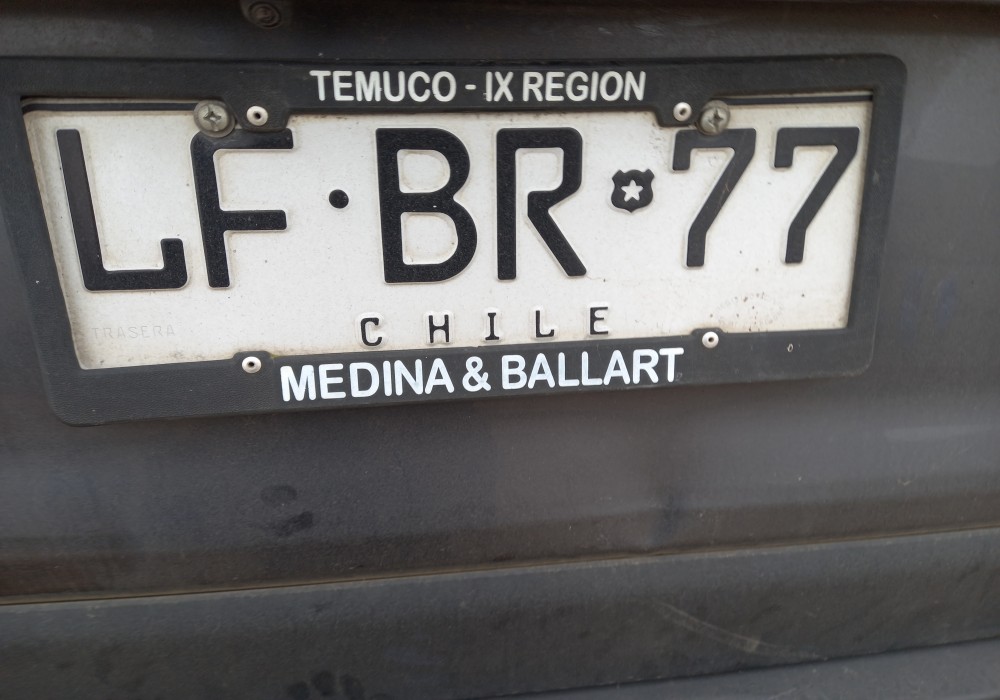 TEMUCO - IX REGION
LF·BR 77
TRASERA
CHILE
MEDINA & BALLART